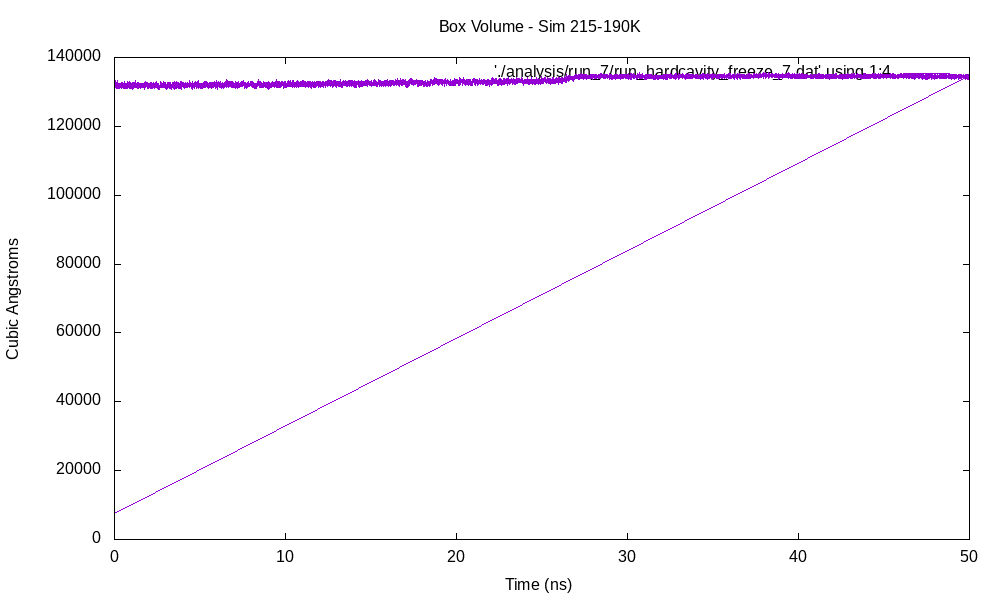 Box Volume - Sim 215-190K
'./analysis/run_7/run_hardcavity_freeze_7.dat' using 1:4
140000
120000
100000
80000
60000
40000
20000
0
Cubic Angstroms
0 10 20 30 40 50
Time (ns)